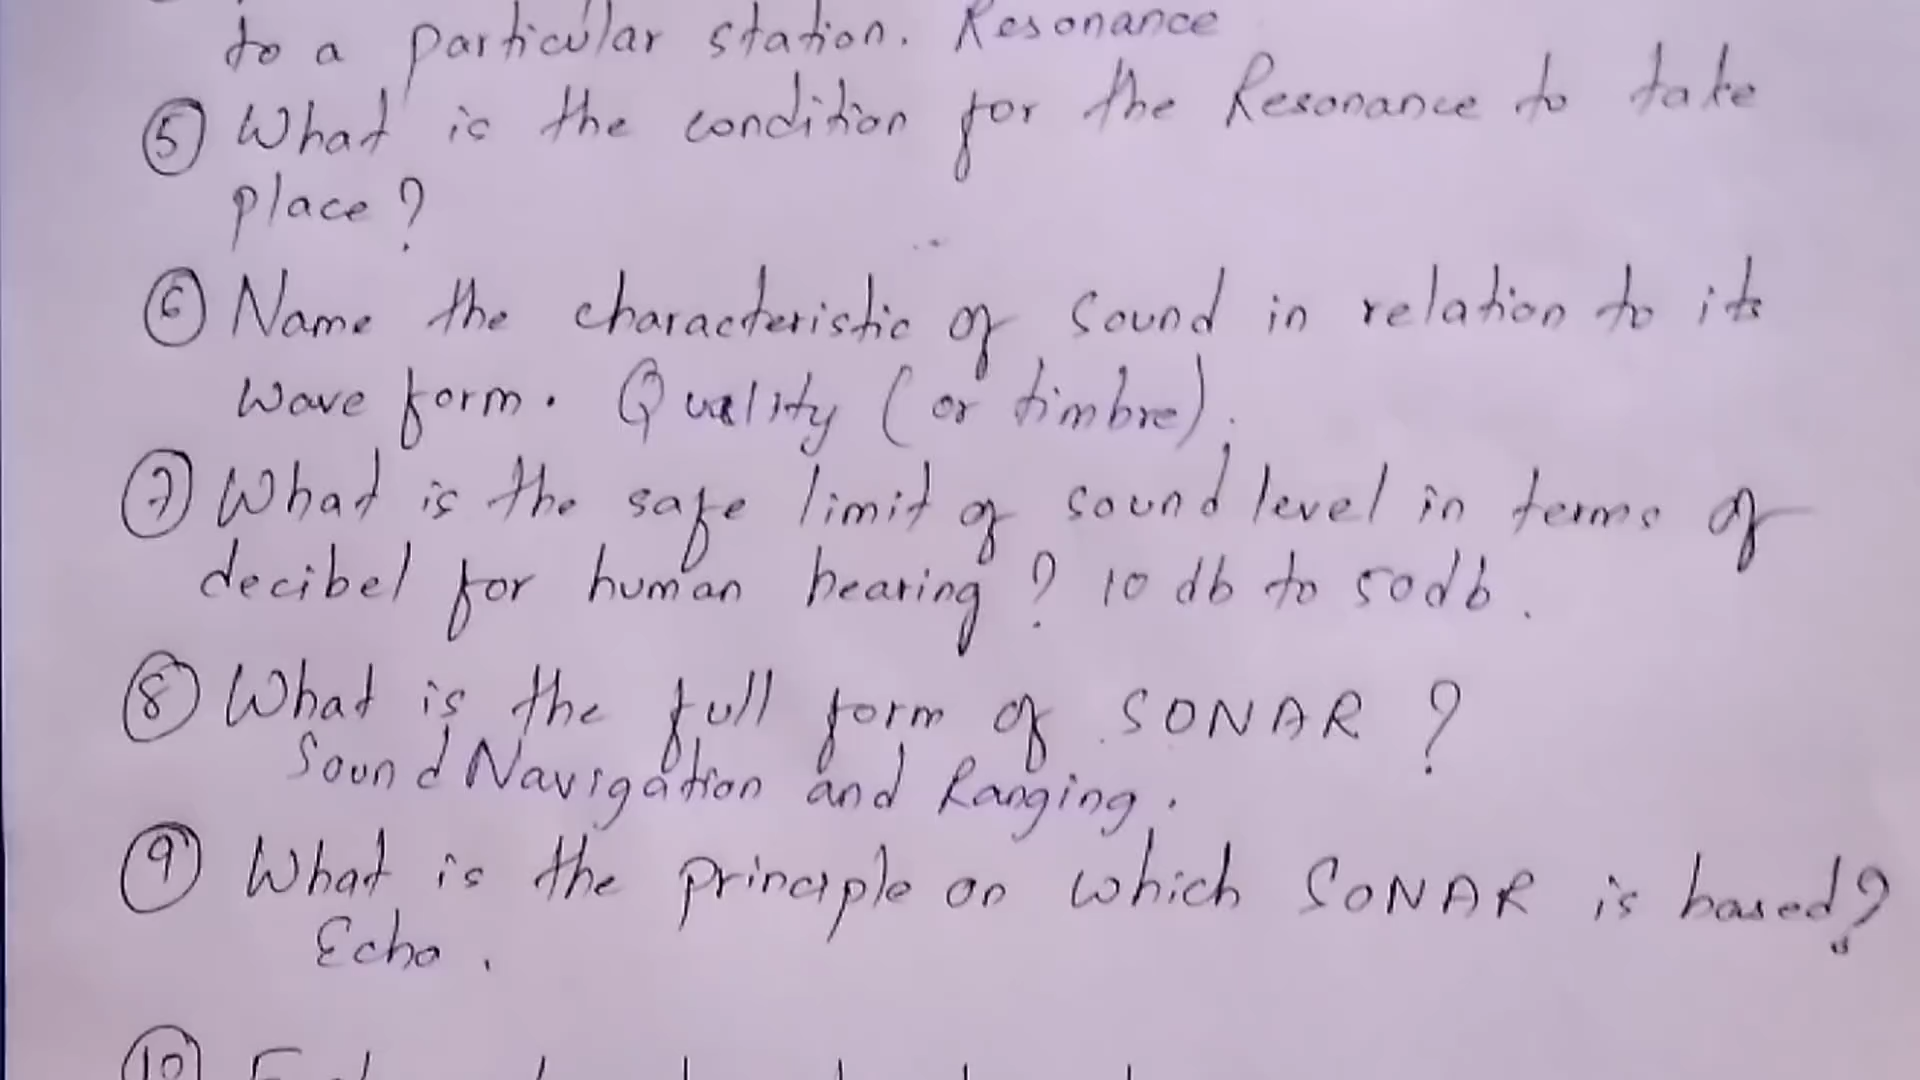 to a particular station. Resonance
5 What is the condition for the Resonance to take
place?
6 Name the characteristic of sound in relation to its
wave form. Quality (or timbre).
7 What is the safe limit of sound level in terms of
decibel for human hearing? 10 db to 50db.
8 What is the full form of SONAR?
Sound Navigation and Ranging.
9 What is the principle on which SONAR is based?
Echo.
10